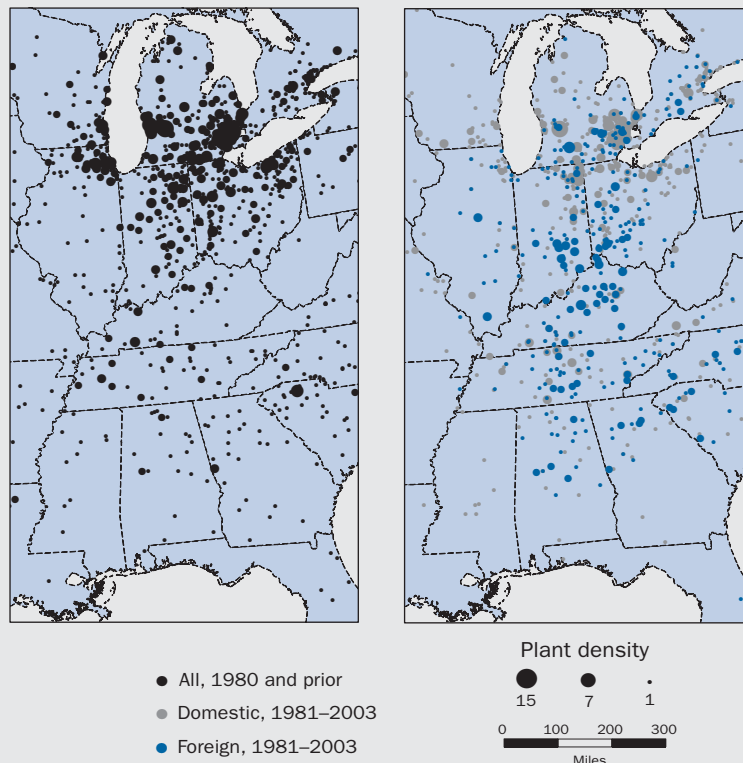 All, 1980 and prior
Domestic, 1981–2003
Foreign, 1981–2003
Plant density
15 7 1
0 100 200 300
Miles